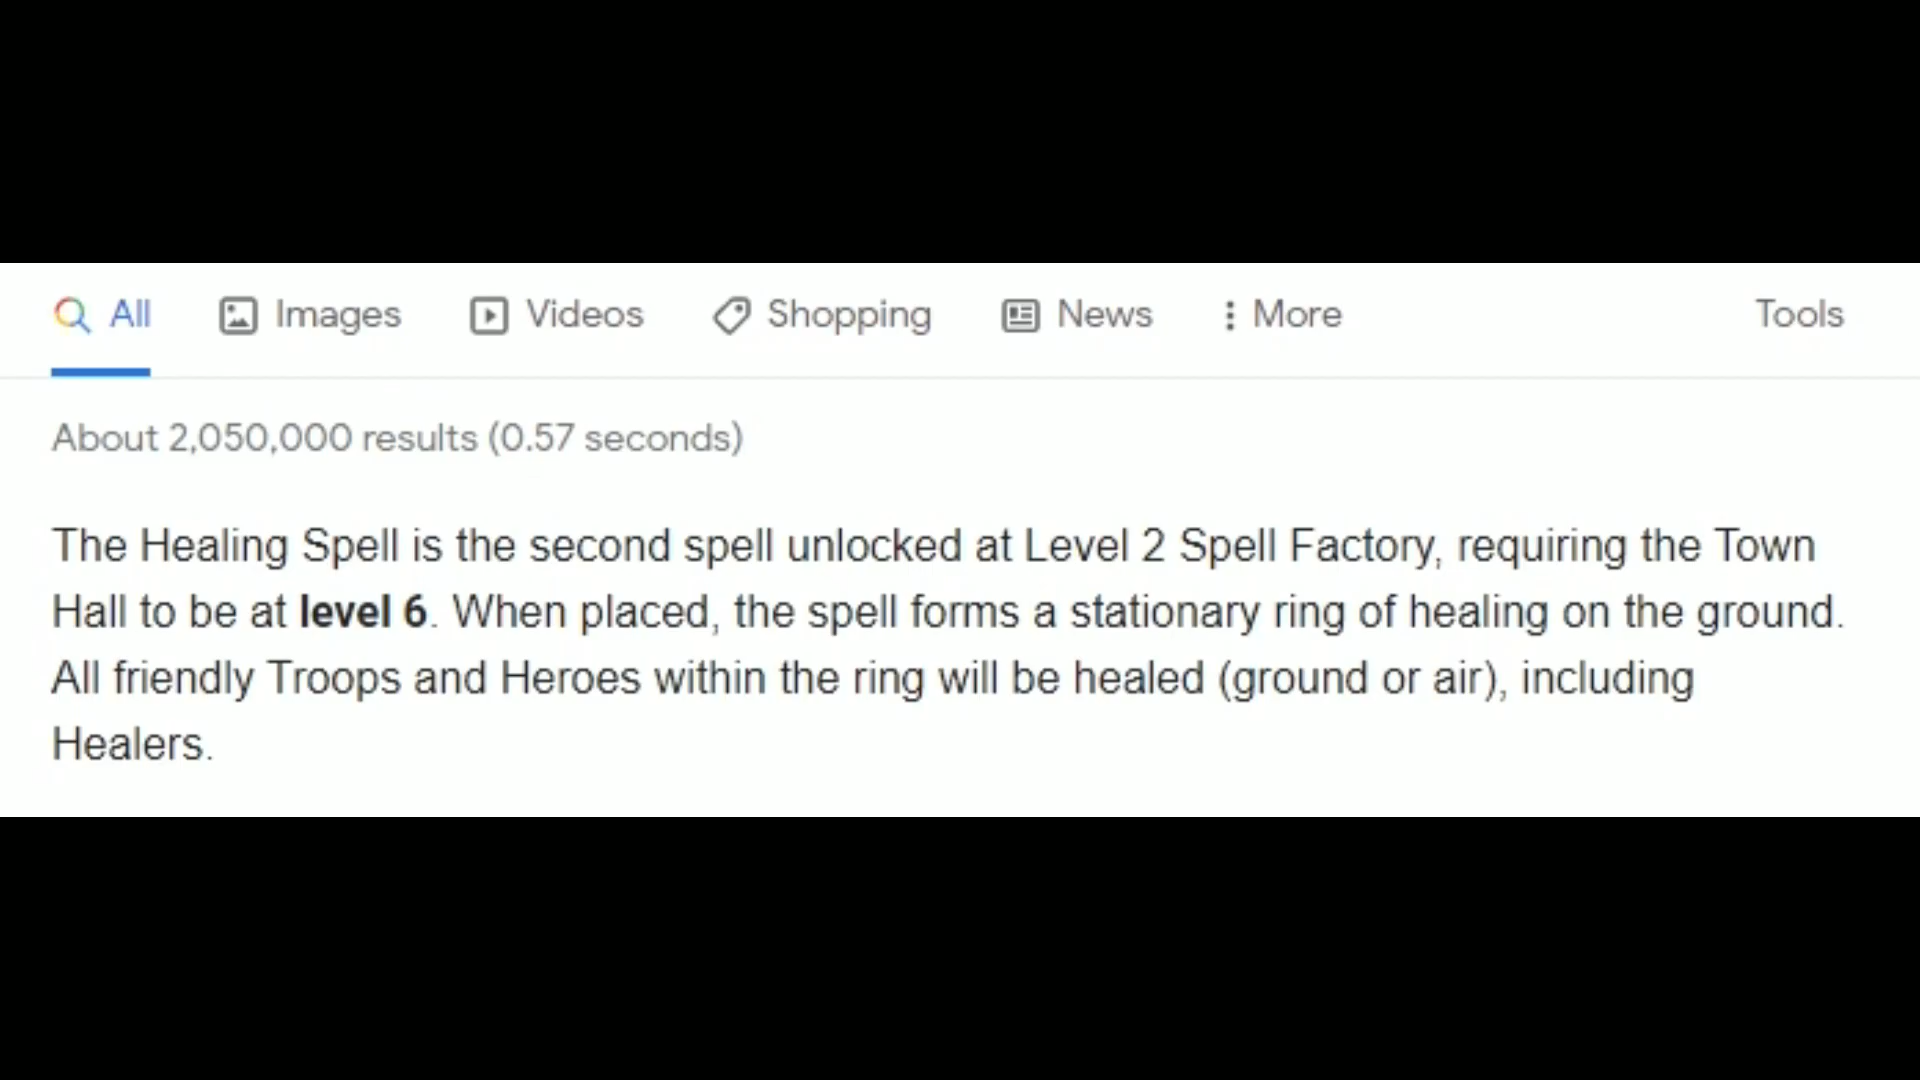 All Images Videos Shopping News More Tools
About 2,050,000 results (0.57 seconds)
The Healing Spell is the second spell unlocked at Level 2 Spell Factory, requiring the Town
Hall to be at level 6. When placed, the spell forms a stationary ring of healing on the ground.
All friendly Troops and Heroes within the ring will be healed (ground or air), including
Healers.